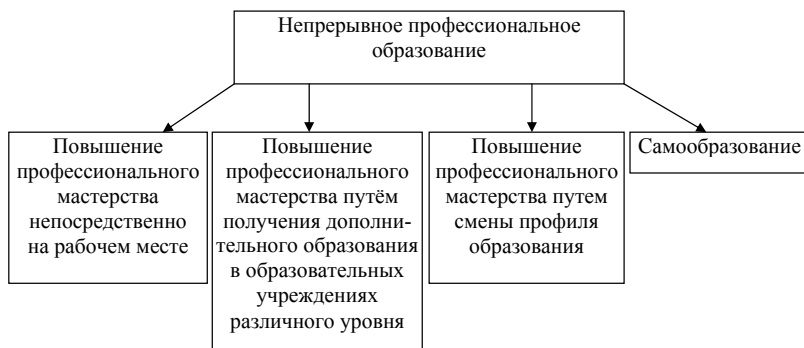 Непрерывное профессиональное
образование
Повышение
профессионального
мастерства
непосредственно
на рабочем месте
Повышение
профессионального
мастерства путём
получения дополни-
тельного образования
в образовательных
учреждениях
различного уровня
Повышение
профессионального
мастерства путем
смены профиля
образования
Самообразование